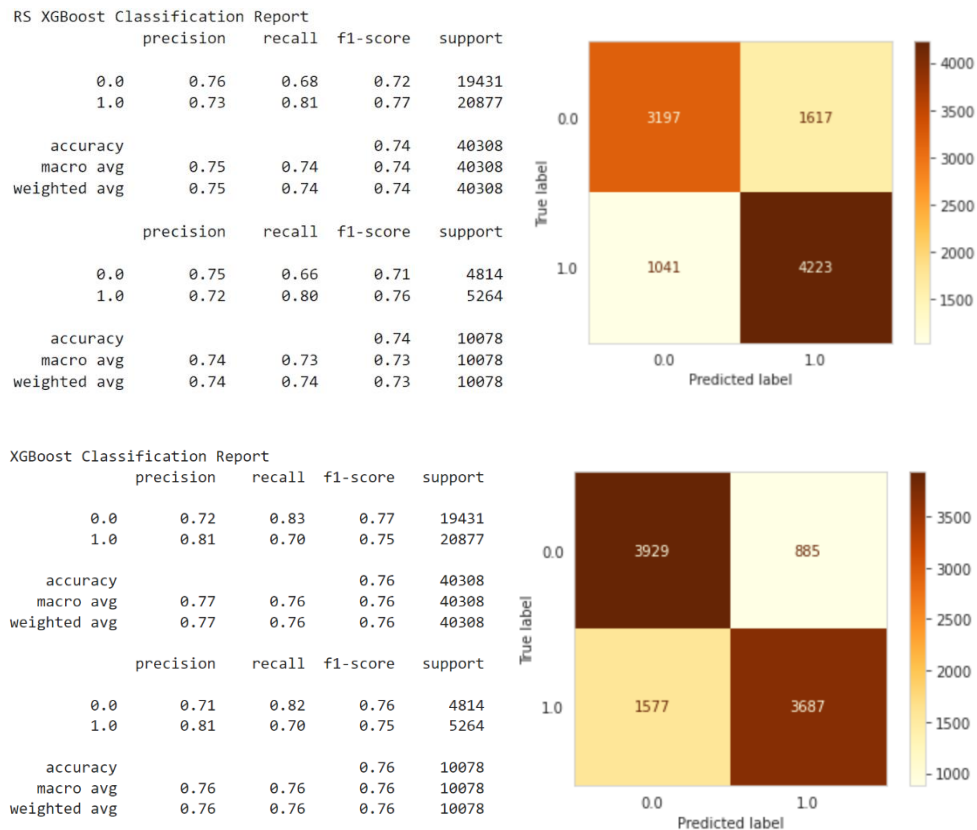 RS XGBoost Classification Report
precision recall f1-score support
0.0 0.76 0.68 0.72 19431
1.0 0.73 0.81 0.77 20877
accuracy 0.74 40308
macro avg 0.75 0.74 0.74 40308
weighted avg 0.75 0.74 0.74 40308
precision recall f1-score support
0.0 0.75 0.66 0.71 4814
1.0 0.72 0.80 0.76 5264
accuracy 0.74 10078
macro avg 0.74 0.73 0.73 10078
weighted avg 0.74 0.74 0.73 10078
True label
0.0 3197 1617
1.0 1041 4223
0.0 1.0
Predicted label
4000
3500
3000
2500
2000
1500
XGBoost Classification Report
precision recall f1-score support
0.0 0.72 0.83 0.77 19431
1.0 0.81 0.70 0.75 20877
accuracy 0.76 40308
macro avg 0.77 0.76 0.76 40308
weighted avg 0.77 0.76 0.76 40308
precision recall f1-score support
0.0 0.71 0.82 0.76 4814
1.0 0.81 0.70 0.75 5264
accuracy 0.76 10078
macro avg 0.76 0.76 0.76 10078
weighted avg 0.76 0.76 0.76 10078
True label
0.0 3929 885
1.0 1577 3687
0.0 1.0
Predicted label
3500
3000
2500
2000
1500
1000